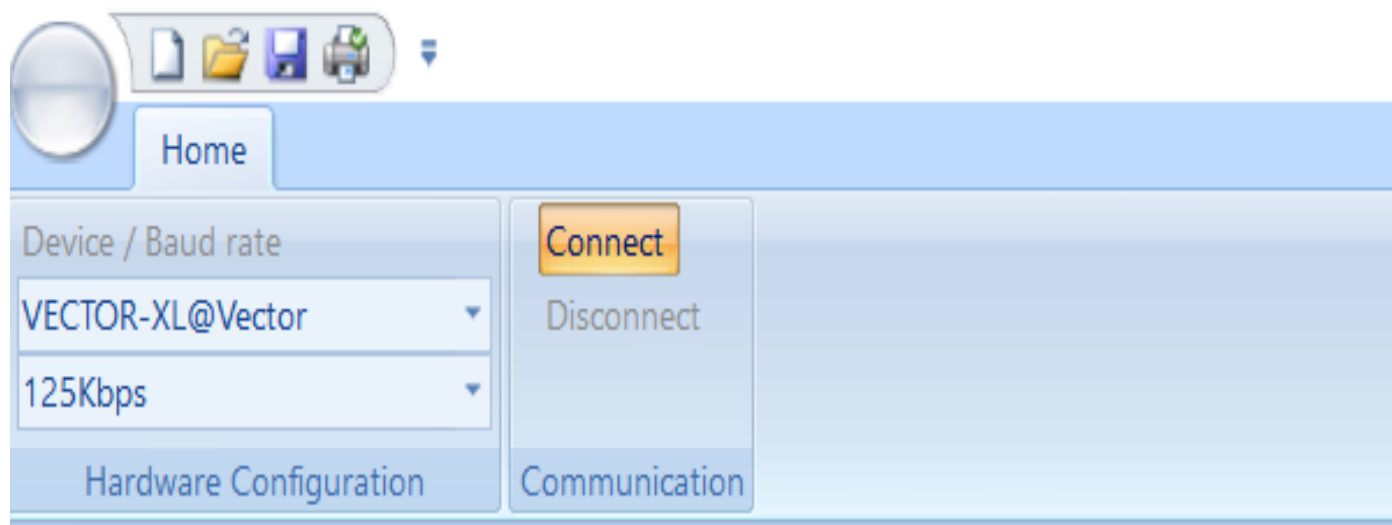 Home
Device / Baud rate
VECTOR-XL@Vector
125Kbps
Hardware Configuration
Connect
Disconnect
Communication